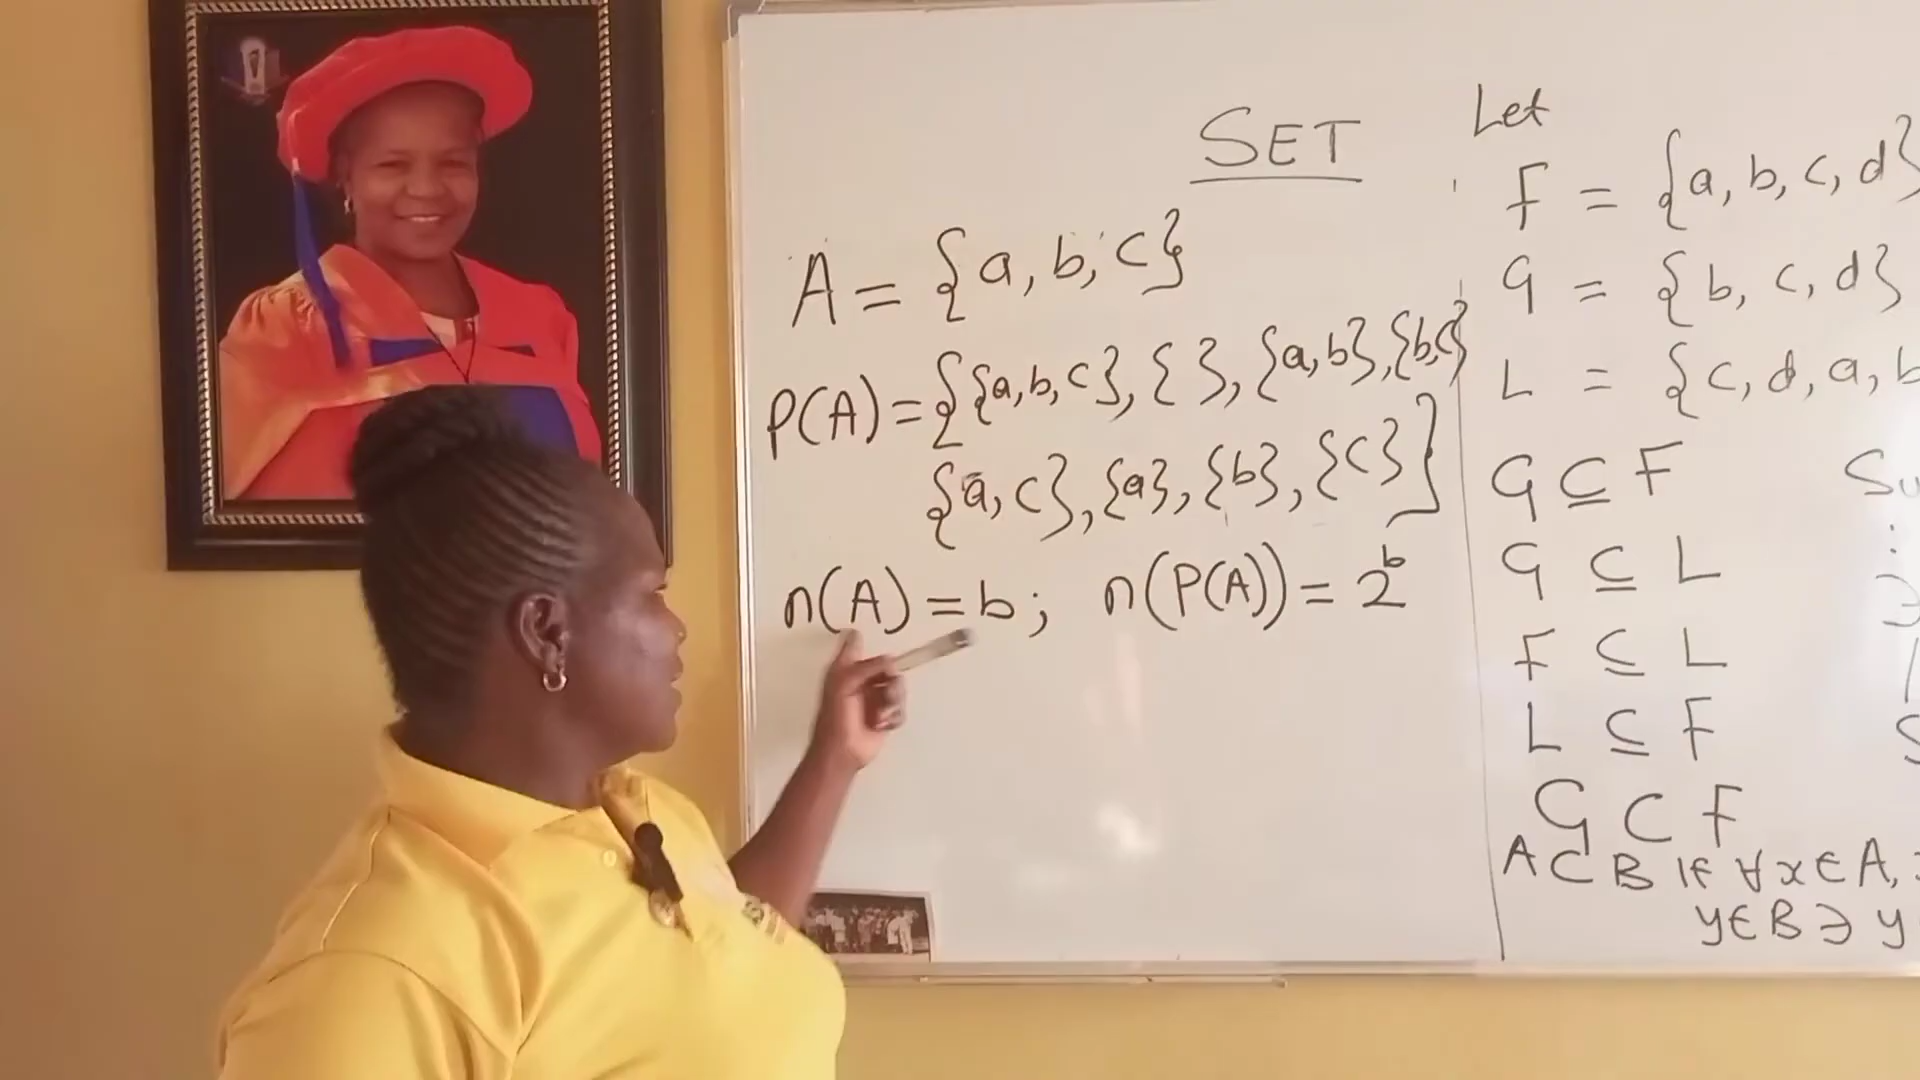 SET
A = {a, b, c}
P(A) = {{a, b, c}, { }, {a, b}, {b, c}
{a, c}, {a}, {b}, {c}}
n(A) = b; n(P(A)) = 2^b
Let
F = {a, b, c, d}
G = {b, c, d}
L = {c, d, a, b
G ⊆ F
G ⊆ L
F ⊆ L
L ⊆ F
G ⊂ F
A ⊂ B if ∀ x ∈ A,
y ∈ B ∋ y